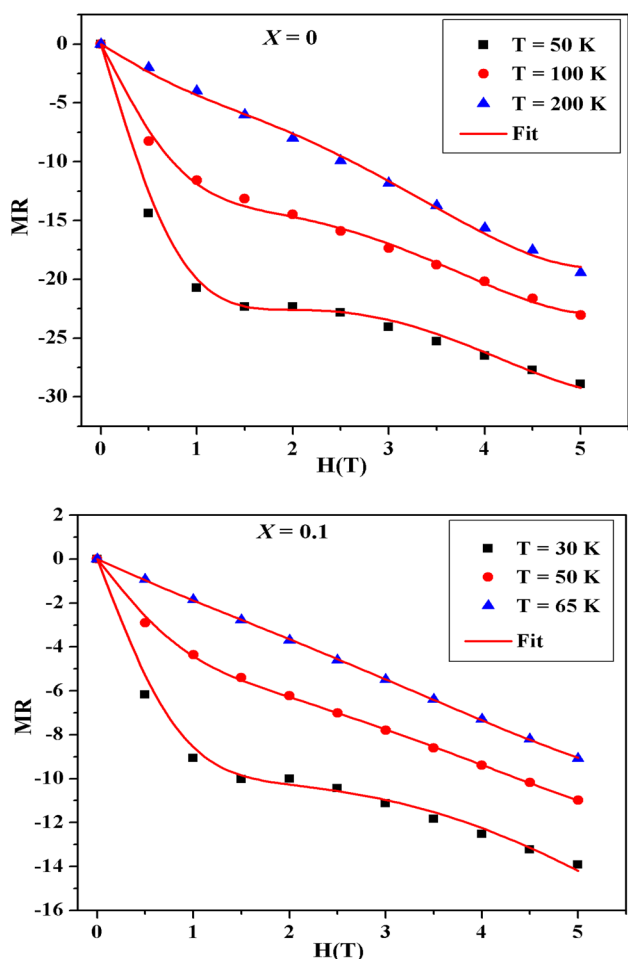 X = 0
T = 50 K
T = 100 K
T = 200 K
Fit
MR
0
-5
-10
-15
-20
-25
-30
0 1 2 3 4 5
H(T)
X = 0.1
T = 30 K
T = 50 K
T = 65 K
Fit
MR
2
0
-2
-4
-6
-8
-10
-12
-14
-16
0 1 2 3 4 5
H(T)